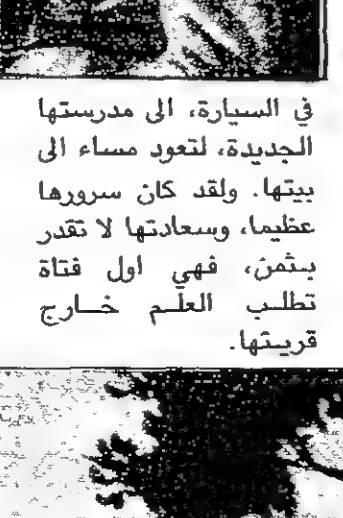 في السيارة، الى مدرستها
الجديدة، لتعود مساء الى
بيتها. ولقد كان سرورها
عظيما، وسعادتها لا تقدر
بثمن، فهي اول فتاة
تطلب العلم خارج
قريتها.